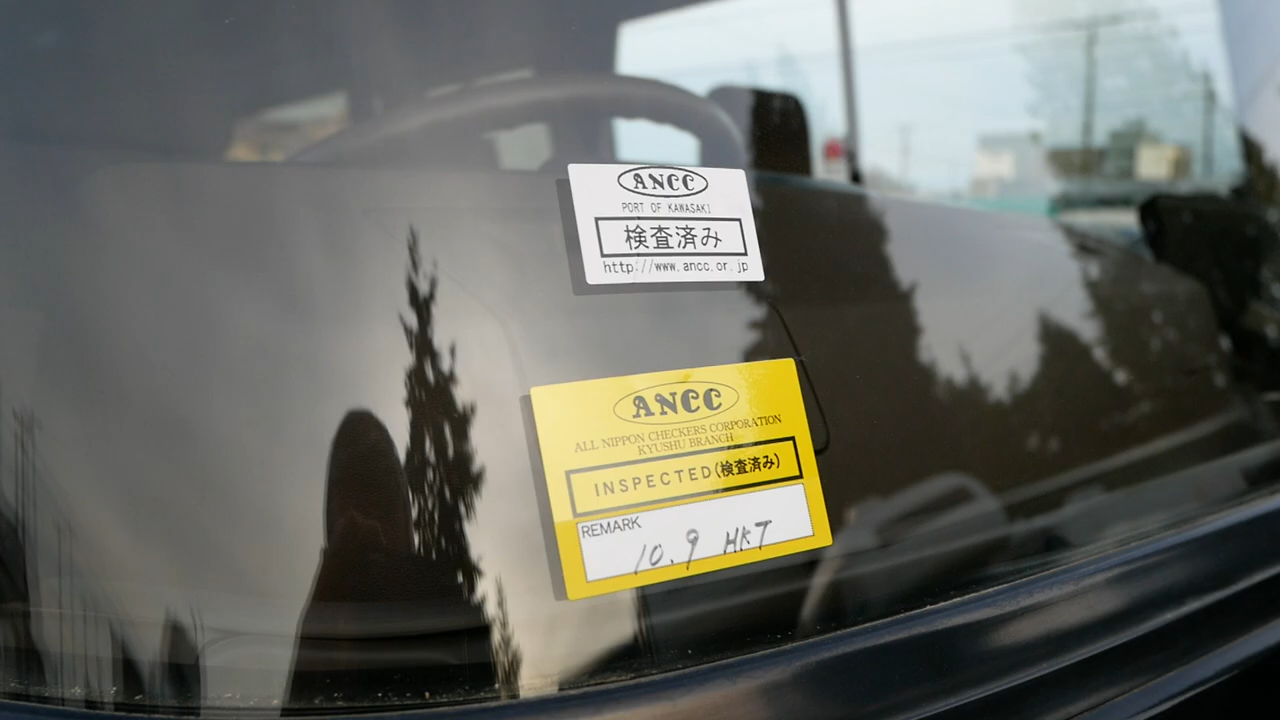 ANCC
PORT OF KAWASAKI
検査済み
http://www.ancc.or.jp
ANCC
ALL NIPPON CHECKERS CORPORATION
KYUSHU BRANCH
INSPECTED(検査済み)
REMARK
10.9 HKT